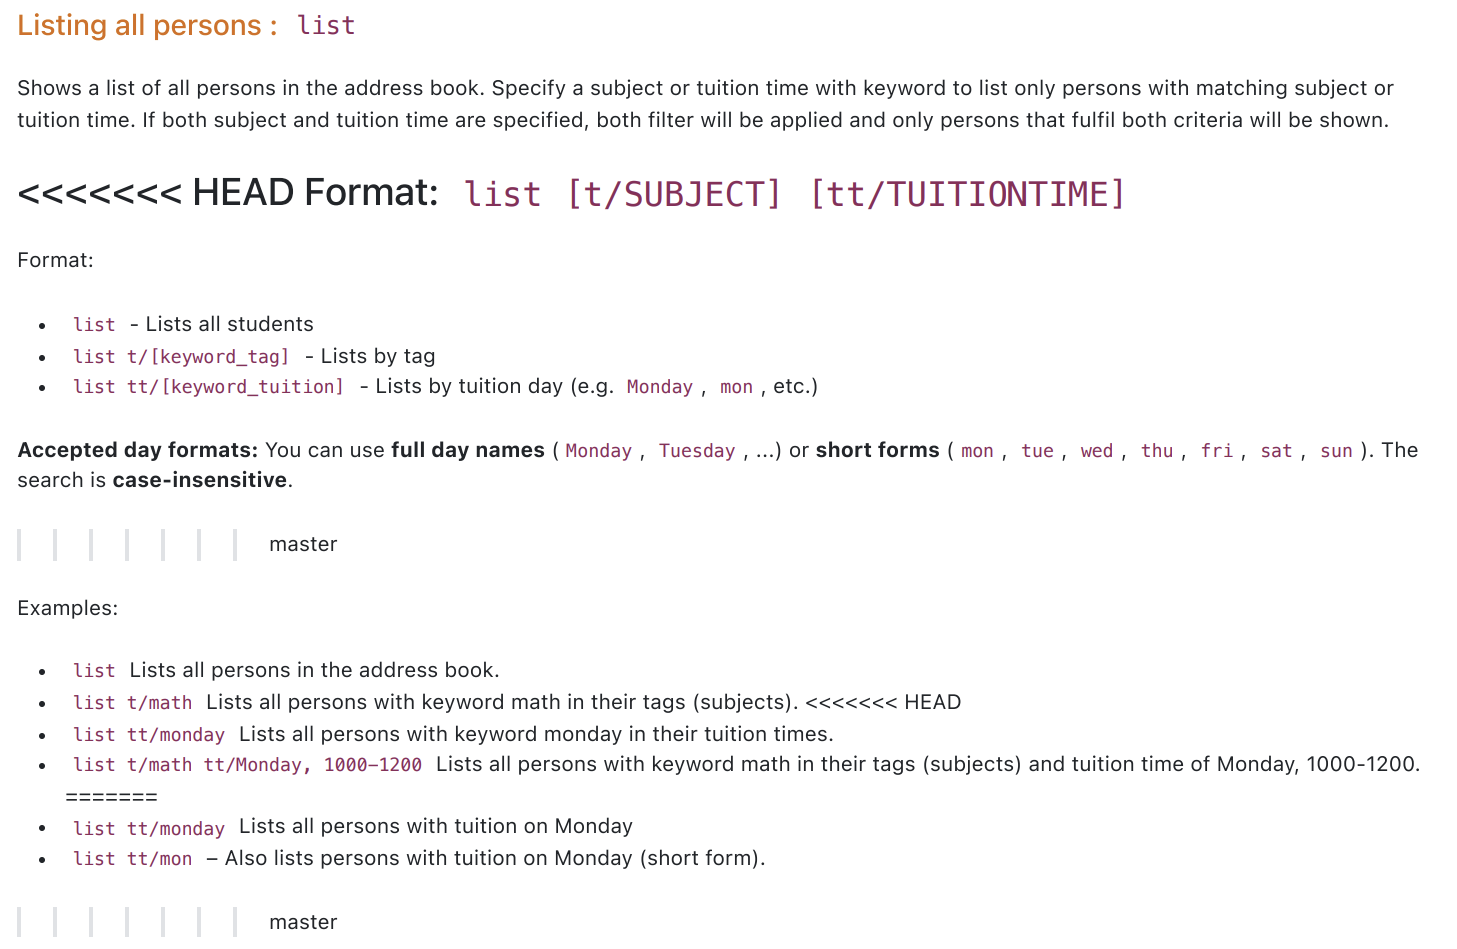 Listing all persons : list
Shows a list of all persons in the address book. Specify a subject or tuition time with keyword to list only persons with matching subject or
tuition time. If both subject and tuition time are specified, both filter will be applied and only persons that fulfil both criteria will be shown.
<<<<<<< HEAD Format: list [t/SUBJECT] [tt/TUITIONTIME]
Format:
• list - Lists all students
• list t/[keyword_tag] - Lists by tag
• list tt/[keyword_tuition] - Lists by tuition day (e.g. Monday , mon , etc.)
Accepted day formats: You can use full day names ( Monday , Tuesday , ...) or short forms ( mon , tue , wed , thu , fri , sat , sun ). The
search is case-insensitive.
master
Examples:
• list Lists all persons in the address book.
• list t/math Lists all persons with keyword math in their tags (subjects). <<<<<<< HEAD
• list tt/monday Lists all persons with keyword monday in their tuition times.
• list t/math tt/Monday, 1000-1200 Lists all persons with keyword math in their tags (subjects) and tuition time of Monday, 1000-1200.
=======
• list tt/monday Lists all persons with tuition on Monday
• list tt/mon – Also lists persons with tuition on Monday (short form).
master